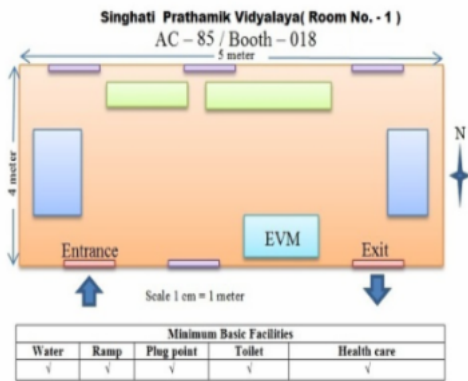 Singhati Prathamik Vidyalaya( Room No. - 1 )
AC – 85 / Booth – 018
5 meter
4 meter
N
EVM
Entrance
Exit
Scale 1 cm = 1 meter
Minimum Basic Facilities
Water Ramp Plug point Toilet Health care
√ √ √ √ √